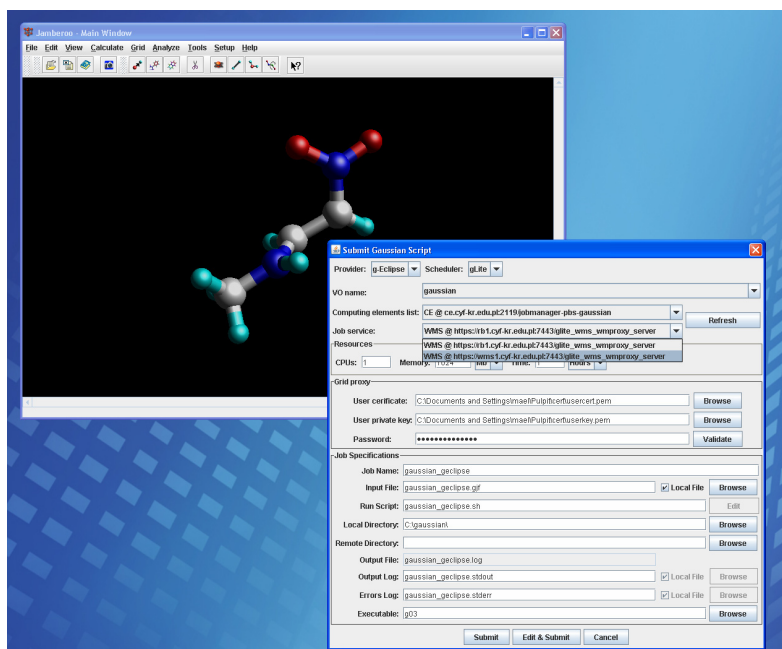 Jamberoo - Main Window
File Edit View Calculate Grid Analyze Tools Setup Help
Submit Gaussian Script
Provider: g-Eclipse Scheduler: gLite
VO name: gaussian
Computing elements list: CE @ ce.cyf-kr.edu.pl:2119/jobmanager-pbs-gaussian
Refresh
Job service: WMS @ https://rb1.cyf-kr.edu.pl:7443/glite_wms_wmproxy_server
WMS @ https://rb1.cyf-kr.edu.pl:7443/glite_wms_wmproxy_server
WMS @ https://wms1.cyf-kr.edu.pl:7443/glite_wms_wmproxy_server
Resources
CPUs: 1 Memory: 1024 Mb Time: 1 Hours
Grid proxy
User cerificate: C:\Documents and Settings\mael\Pulpit\cert\usercert.pem Browse
User private key: C:\Documents and Settings\mael\Pulpit\cert\userkey.pem Browse
Password: Validate
Job Specifications
Job Name: gaussian_geclipse
Input File: gaussian_geclipse.gjf Local File Browse
Run Script: gaussian_geclipse.sh Edit
Local Directory: C:\gaussian\ Browse
Remote Directory: Browse
Output File: gaussian_geclipse.log
Output Log: gaussian_geclipse.stdout Local File Browse
Errors Log: gaussian_geclipse.stderr Local File Browse
Executable: g03 Browse
Submit Edit & Submit Cancel